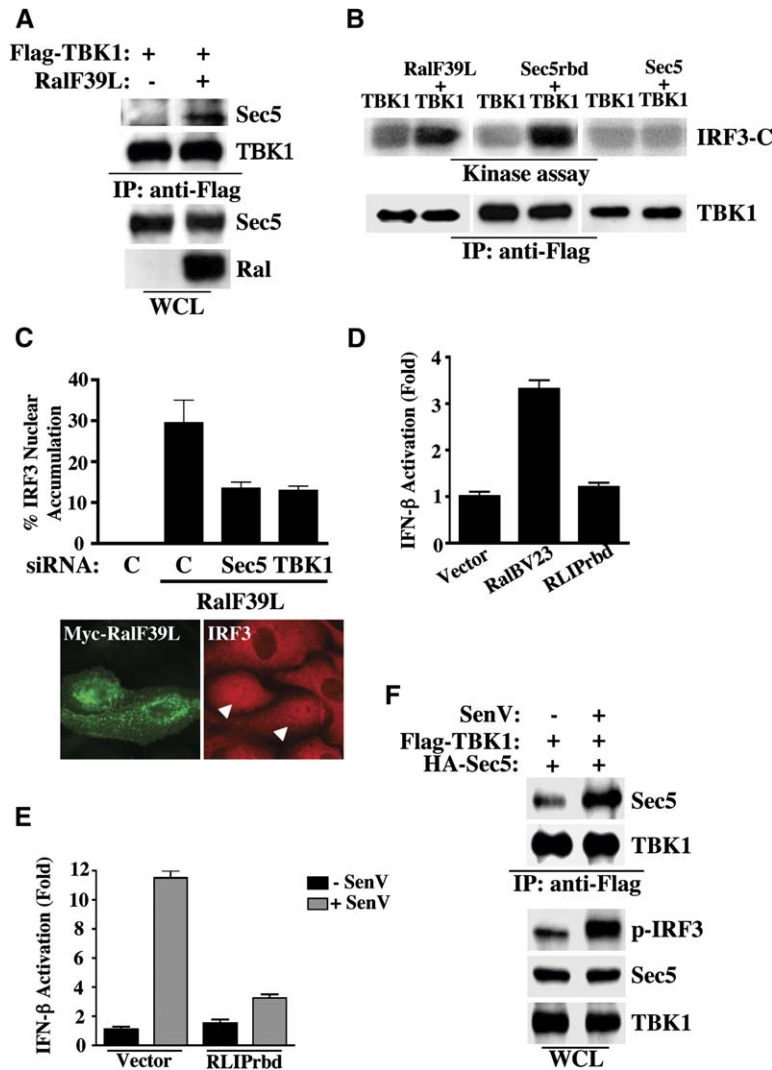 A
Flag-TBK1: + +
RalF39L: - +
Sec5
TBK1
IP: anti-Flag
Sec5
Ral
WCL
B
RalF39L Sec5rbd Sec5
+ + +
TBK1 TBK1 TBK1 TBK1 TBK1 TBK1
IRF3-C
Kinase assay
TBK1
IP: anti-Flag
C
% IRF3 Nuclear
Accumulation
40
30
20
10
0
siRNA: C C Sec5 TBK1
RalF39L
Myc-RalF39L IRF3
D
IFN-β Activation (Fold)
4
3
2
1
0
Vector
RalBV23
RLIPrbd
E
IFN-β Activation (Fold)
12
10
8
6
4
2
0
Vector RLIPrbd
- SenV
+ SenV
F
SenV: - +
Flag-TBK1: + +
HA-Sec5: + +
Sec5
TBK1
IP: anti-Flag
p-IRF3
Sec5
TBK1
WCL